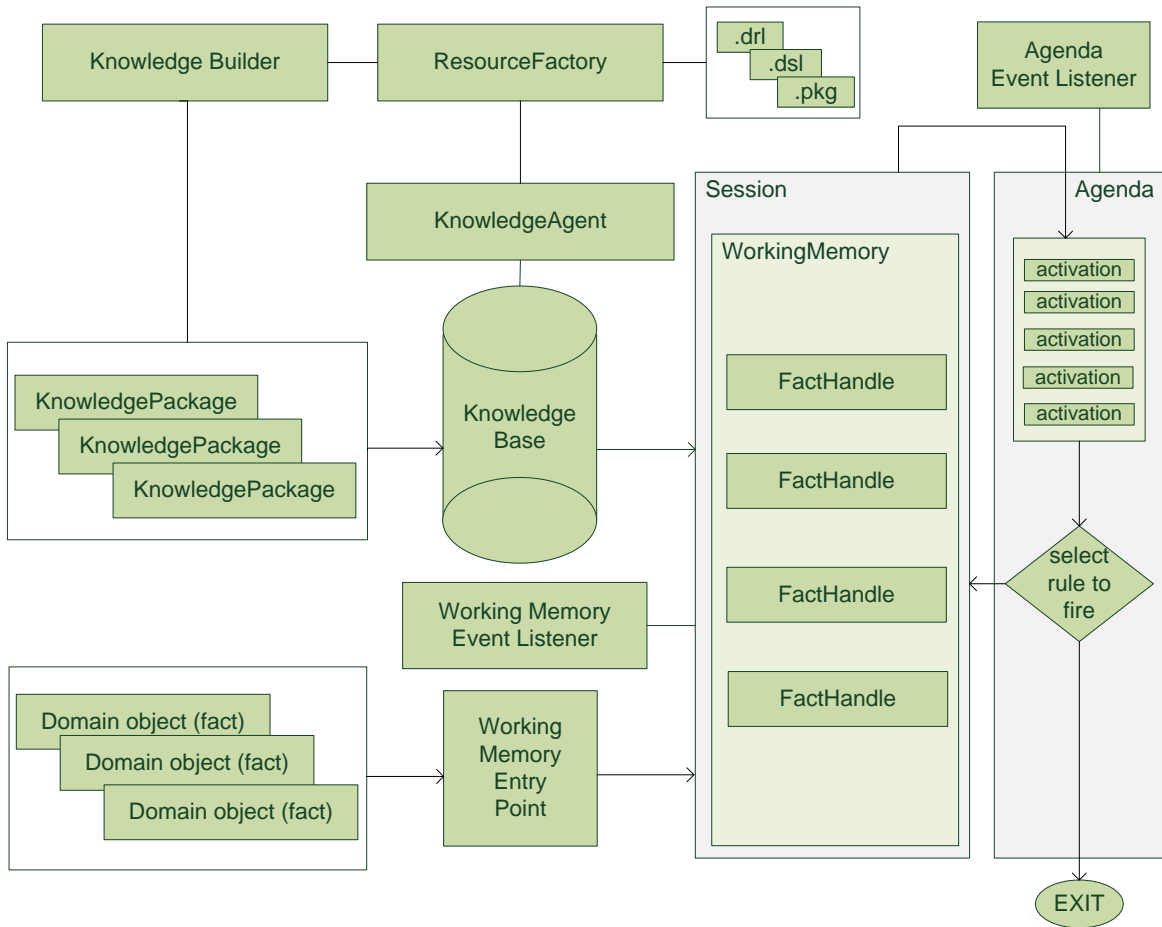 Knowledge Builder
ResourceFactory
.drl
.dsl
.pkg
Agenda
Event Listener
KnowledgeAgent
Session
Agenda
WorkingMemory
activation
activation
activation
activation
activation
KnowledgePackage
KnowledgePackage
KnowledgePackage
Knowledge
Base
FactHandle
FactHandle
FactHandle
FactHandle
select
rule to
fire
Working Memory
Event Listener
Domain object (fact)
Domain object (fact)
Domain object (fact)
Working
Memory
Entry
Point
EXIT